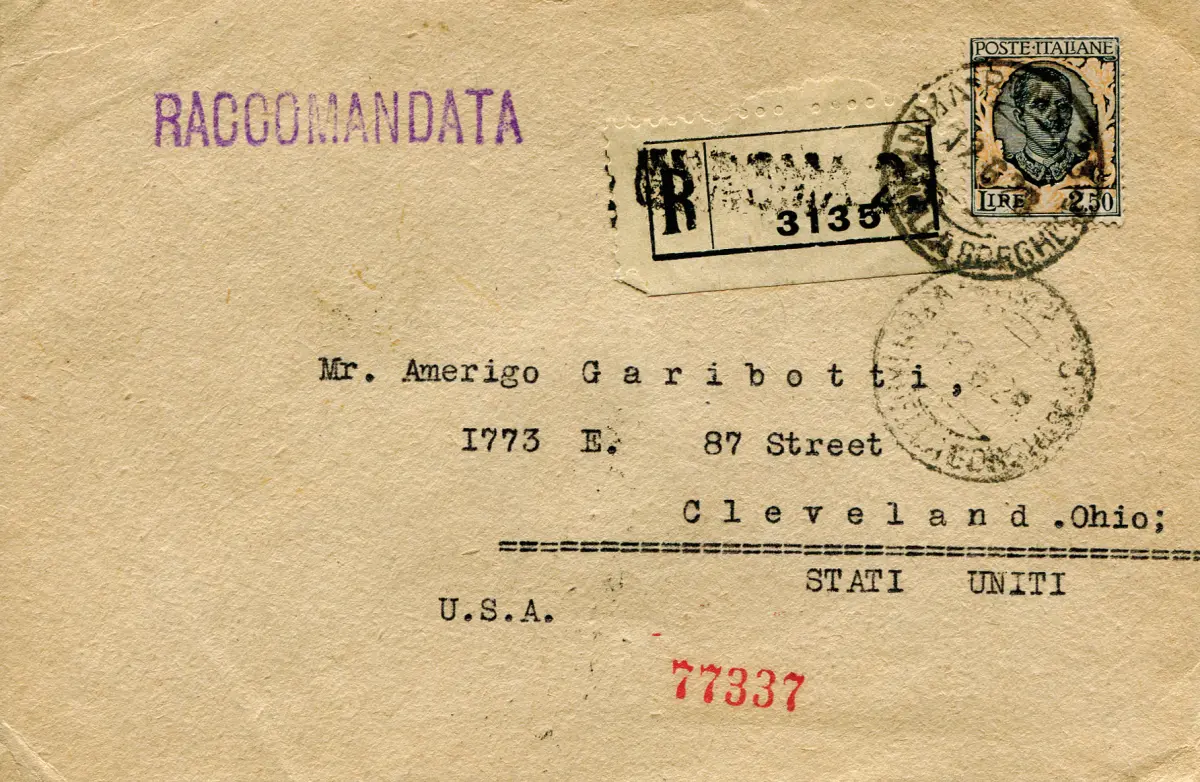 RACCOMANDATA
POSTE·ITALIANE
LIRE 2.50
R
3135
Mr. Amerigo Garibotti,
1773 E. 87 Street
Cleveland.Ohio;
STATI UNITI
U.S.A.
77337